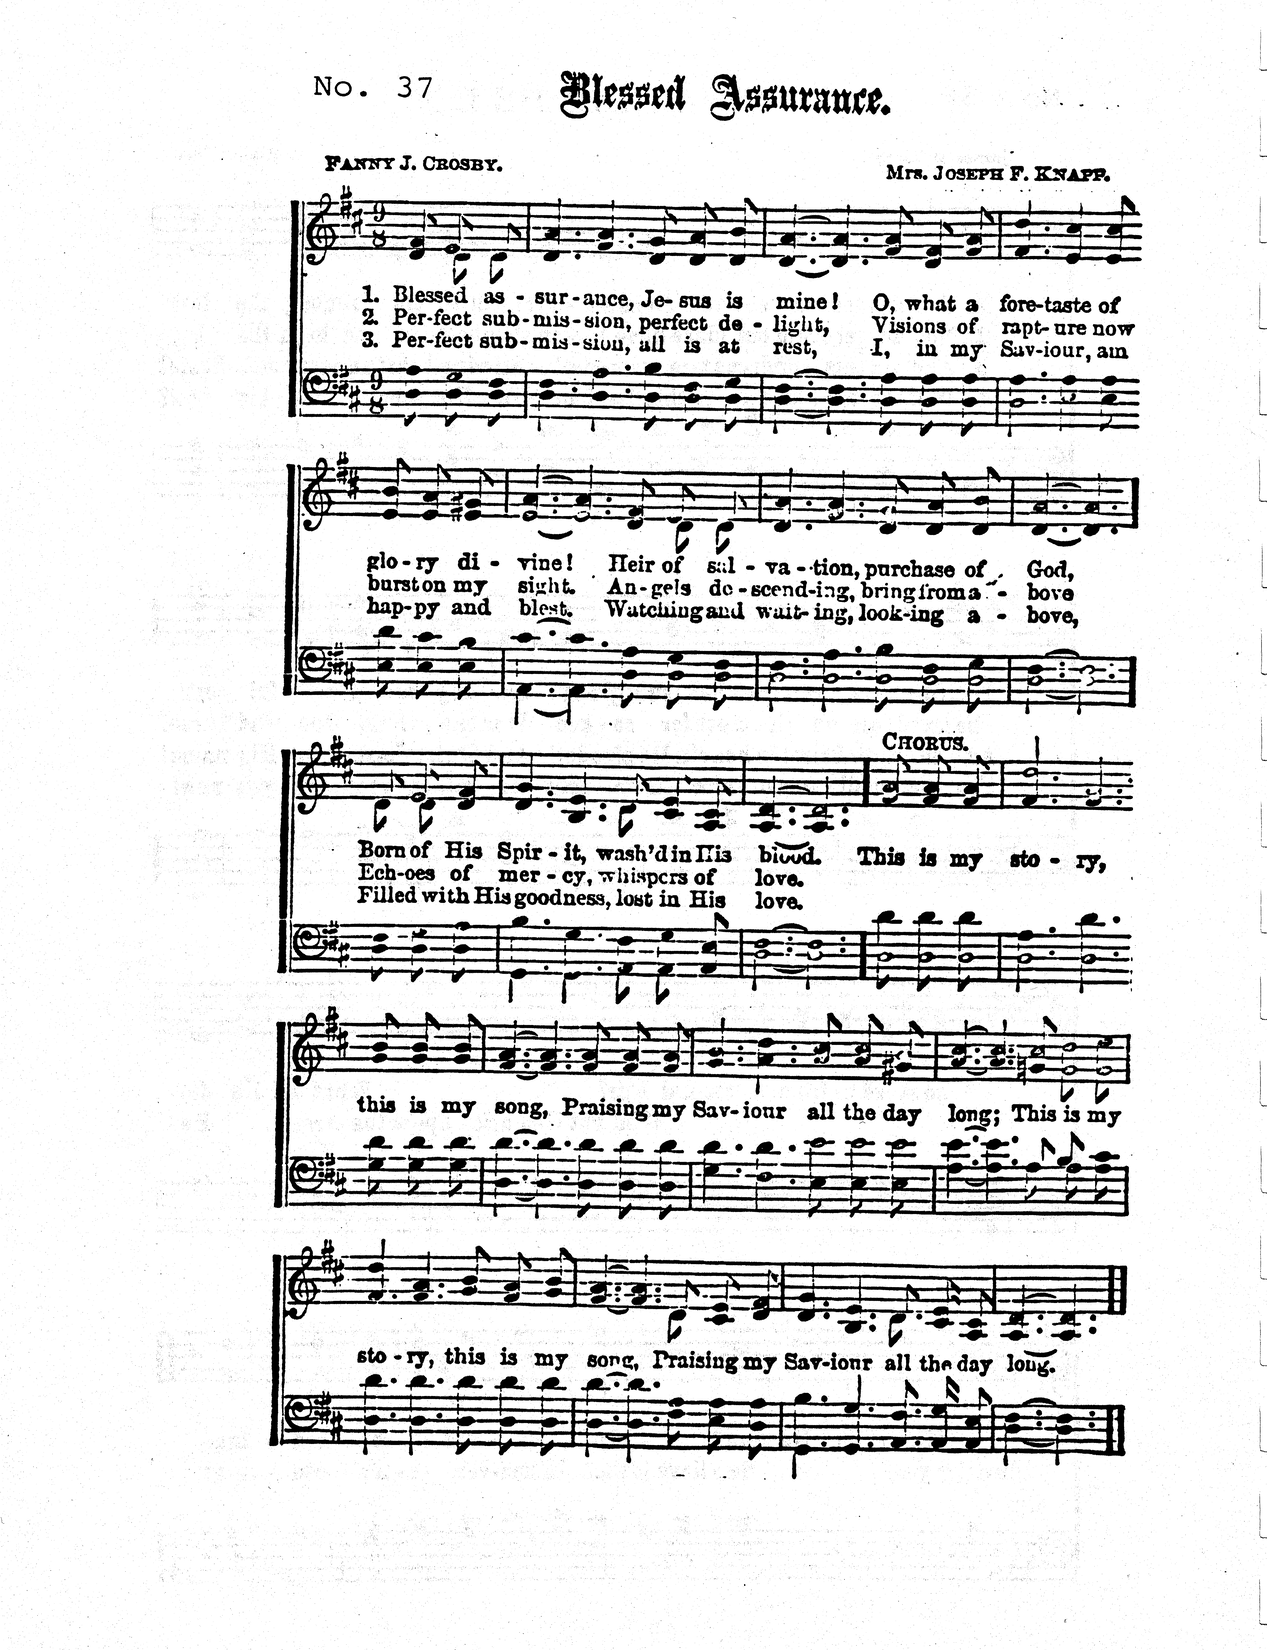 No. 37 Blessed Assurance.
FANNY J. CROSBY. Mrs. JOSEPH F. KNAPP.
1. Blessed as - sur - ance, Je - sus is mine! O, what a fore-taste of
2. Per-fect sub-mis-sion, perfect de - light, Visions of rapt-ure now
3. Per-fect sub-mis-sion, all is at rest, I, in my Sav-iour, am
glo - ry di - vine! Heir of sal - va - tion, purchase of God,
burst on my sight. An-gels de-scend-ing, bring from a - bove
hap-py and blest. Watching and wait-ing, look-ing a - bove,
CHORUS.
Born of His Spir - it, wash'd in His blood. This is my sto - ry,
Ech-oes of mer - cy, whispers of love.
Filled with His goodness, lost in His love.
this is my song, Praising my Sav-iour all the day long; This is my
sto - ry, this is my song, Praising my Sav-iour all the day long.